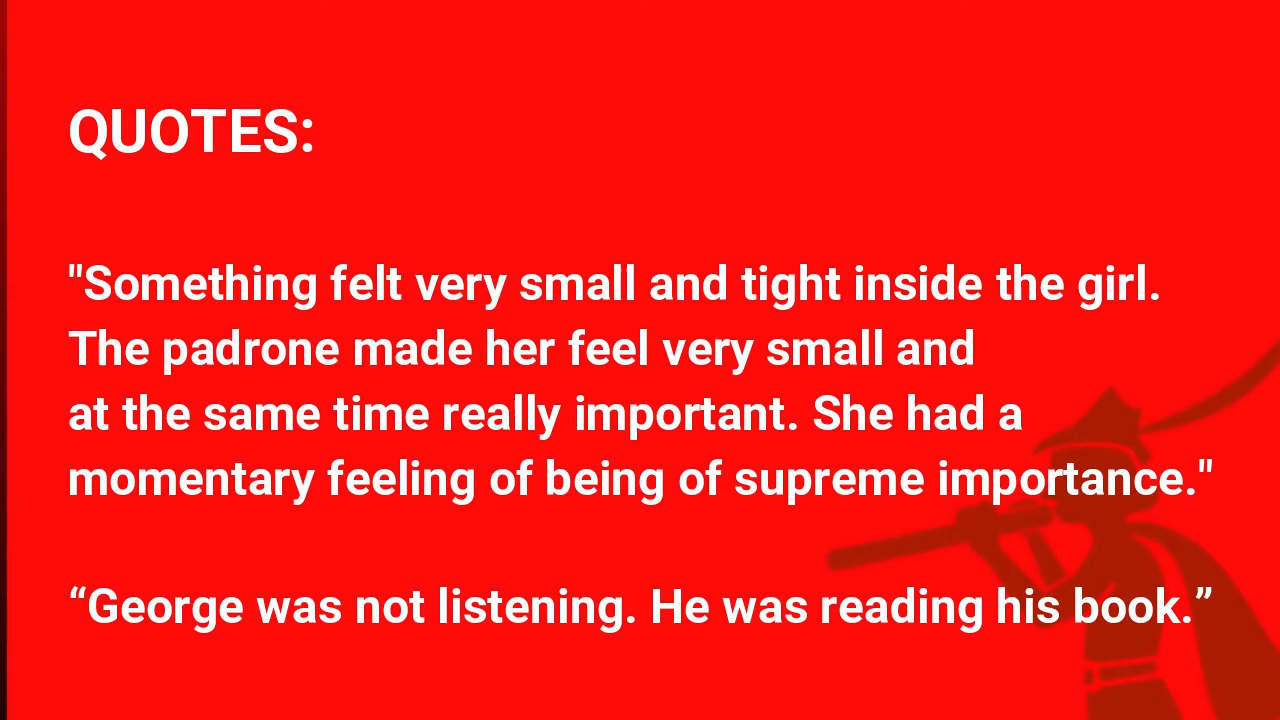 QUOTES:
"Something felt very small and tight inside the girl.
The padrone made her feel very small and
at the same time really important. She had a
momentary feeling of being of supreme importance."
“George was not listening. He was reading his book.”